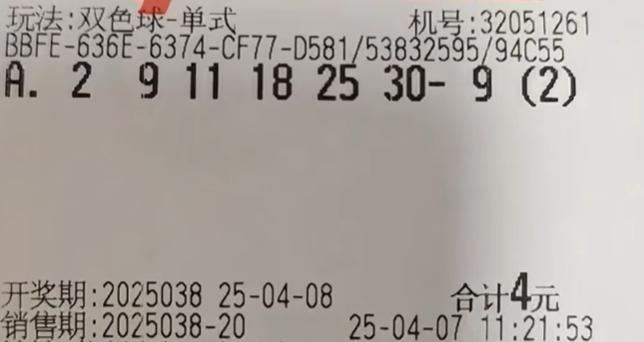 玩法:双色球-单式 机号:32051261
BBFE-636E-6374-CF77-D581/53832595/94C55
A. 2 9 11 18 25 30- 9 (2)
开奖期:2025038 25-04-08 合计4元
销售期:2025038-20 25-04-07 11:21:53